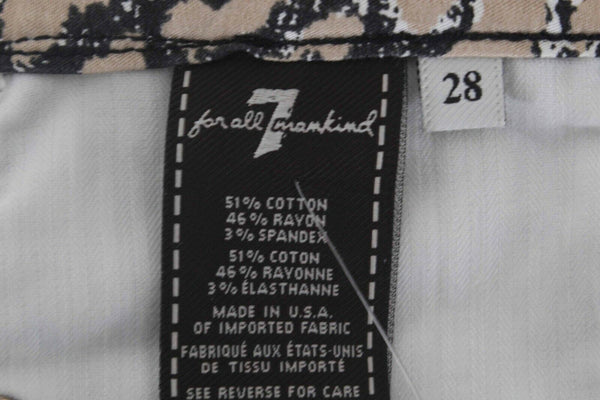 7
for all mankind
28
51% COTTON
46% RAYON
3% SPANDEX
51% COTON
46% RAYONNE
3% ÉLASTHANNE
MADE IN U.S.A.
OF IMPORTED FABRIC
FABRIQUÉ AUX ÉTATS-UNIS
DE TISSU IMPORTÉ
SEE REVERSE FOR CARE